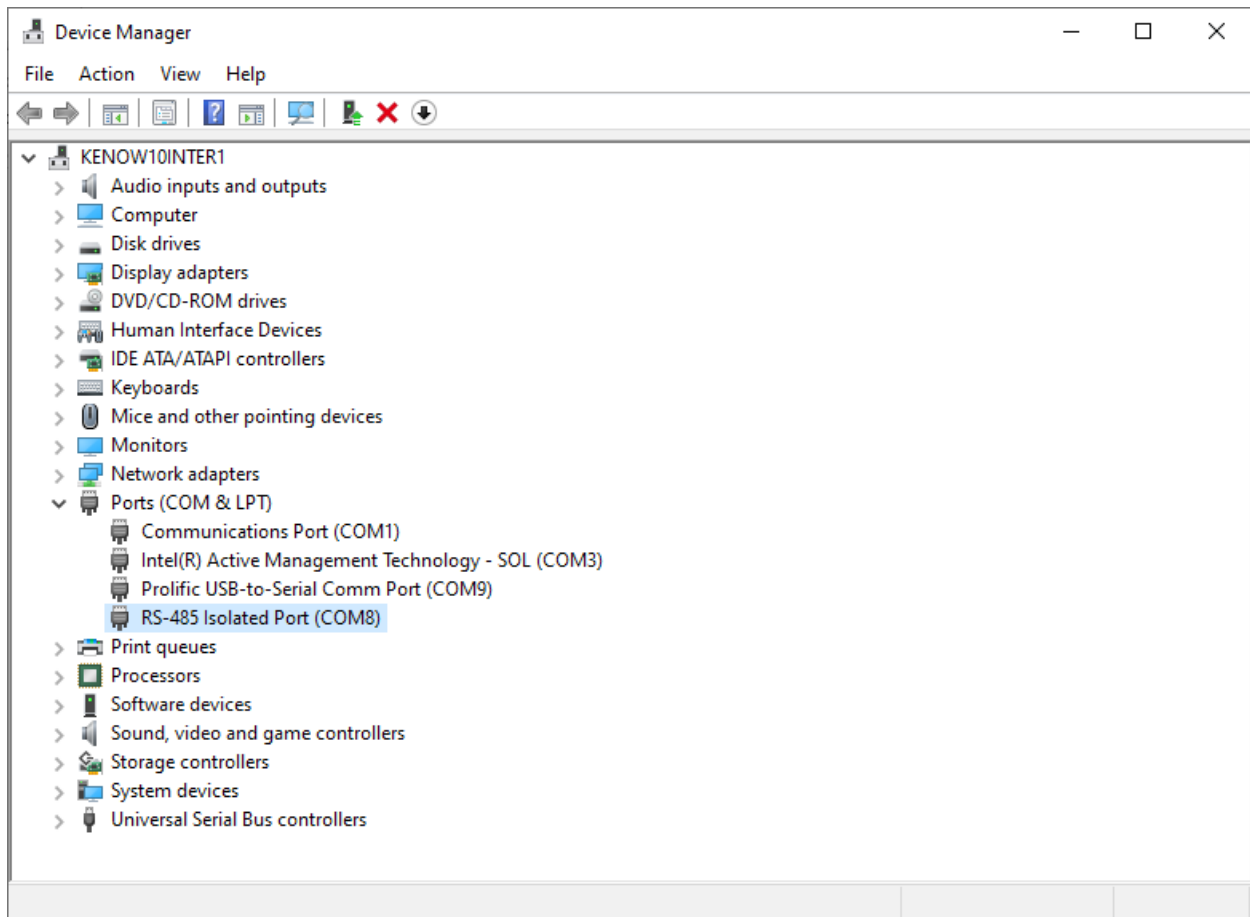 Device Manager
File Action View Help
KENOW10INTER1
Audio inputs and outputs
Computer
Disk drives
Display adapters
DVD/CD-ROM drives
Human Interface Devices
IDE ATA/ATAPI controllers
Keyboards
Mice and other pointing devices
Monitors
Network adapters
Ports (COM & LPT)
Communications Port (COM1)
Intel(R) Active Management Technology - SOL (COM3)
Prolific USB-to-Serial Comm Port (COM9)
RS-485 Isolated Port (COM8)
Print queues
Processors
Software devices
Sound, video and game controllers
Storage controllers
System devices
Universal Serial Bus controllers